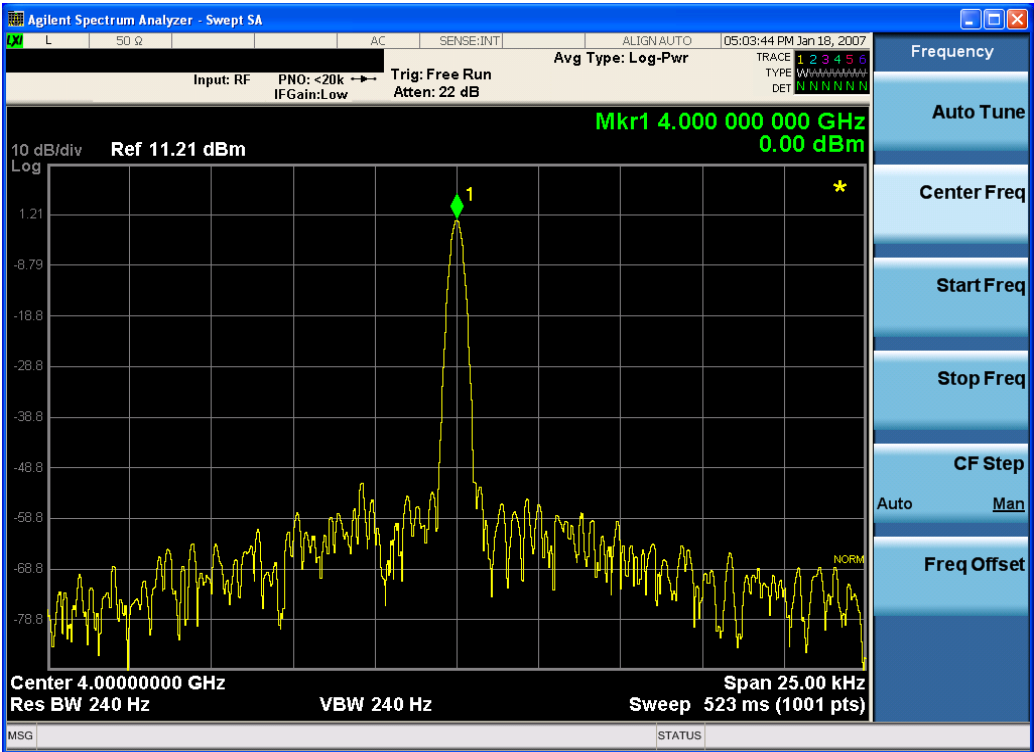 Agilent Spectrum Analyzer - Swept SA
LXI L 50 Ω AC SENSE:INT ALIGN AUTO 05:03:44 PM Jan 18, 2007
Input: RF PNO: <20k IFGain:Low
Trig: Free Run
Atten: 22 dB
Avg Type: Log-Pwr
TRACE 1 2 3 4 5 6
TYPE W
DET N N N N N N
Mkr1 4.000 000 000 GHz
0.00 dBm
10 dB/div Ref 11.21 dBm
Log
1
*
1.21
-8.79
-18.8
-28.8
-38.8
-48.8
-58.8
-68.8
-78.8
NORM
Center 4.00000000 GHz Span 25.00 kHz
Res BW 240 Hz VBW 240 Hz Sweep 523 ms (1001 pts)
MSG STATUS
Frequency
Auto Tune
Center Freq
Start Freq
Stop Freq
CF Step
Auto Man
Freq Offset